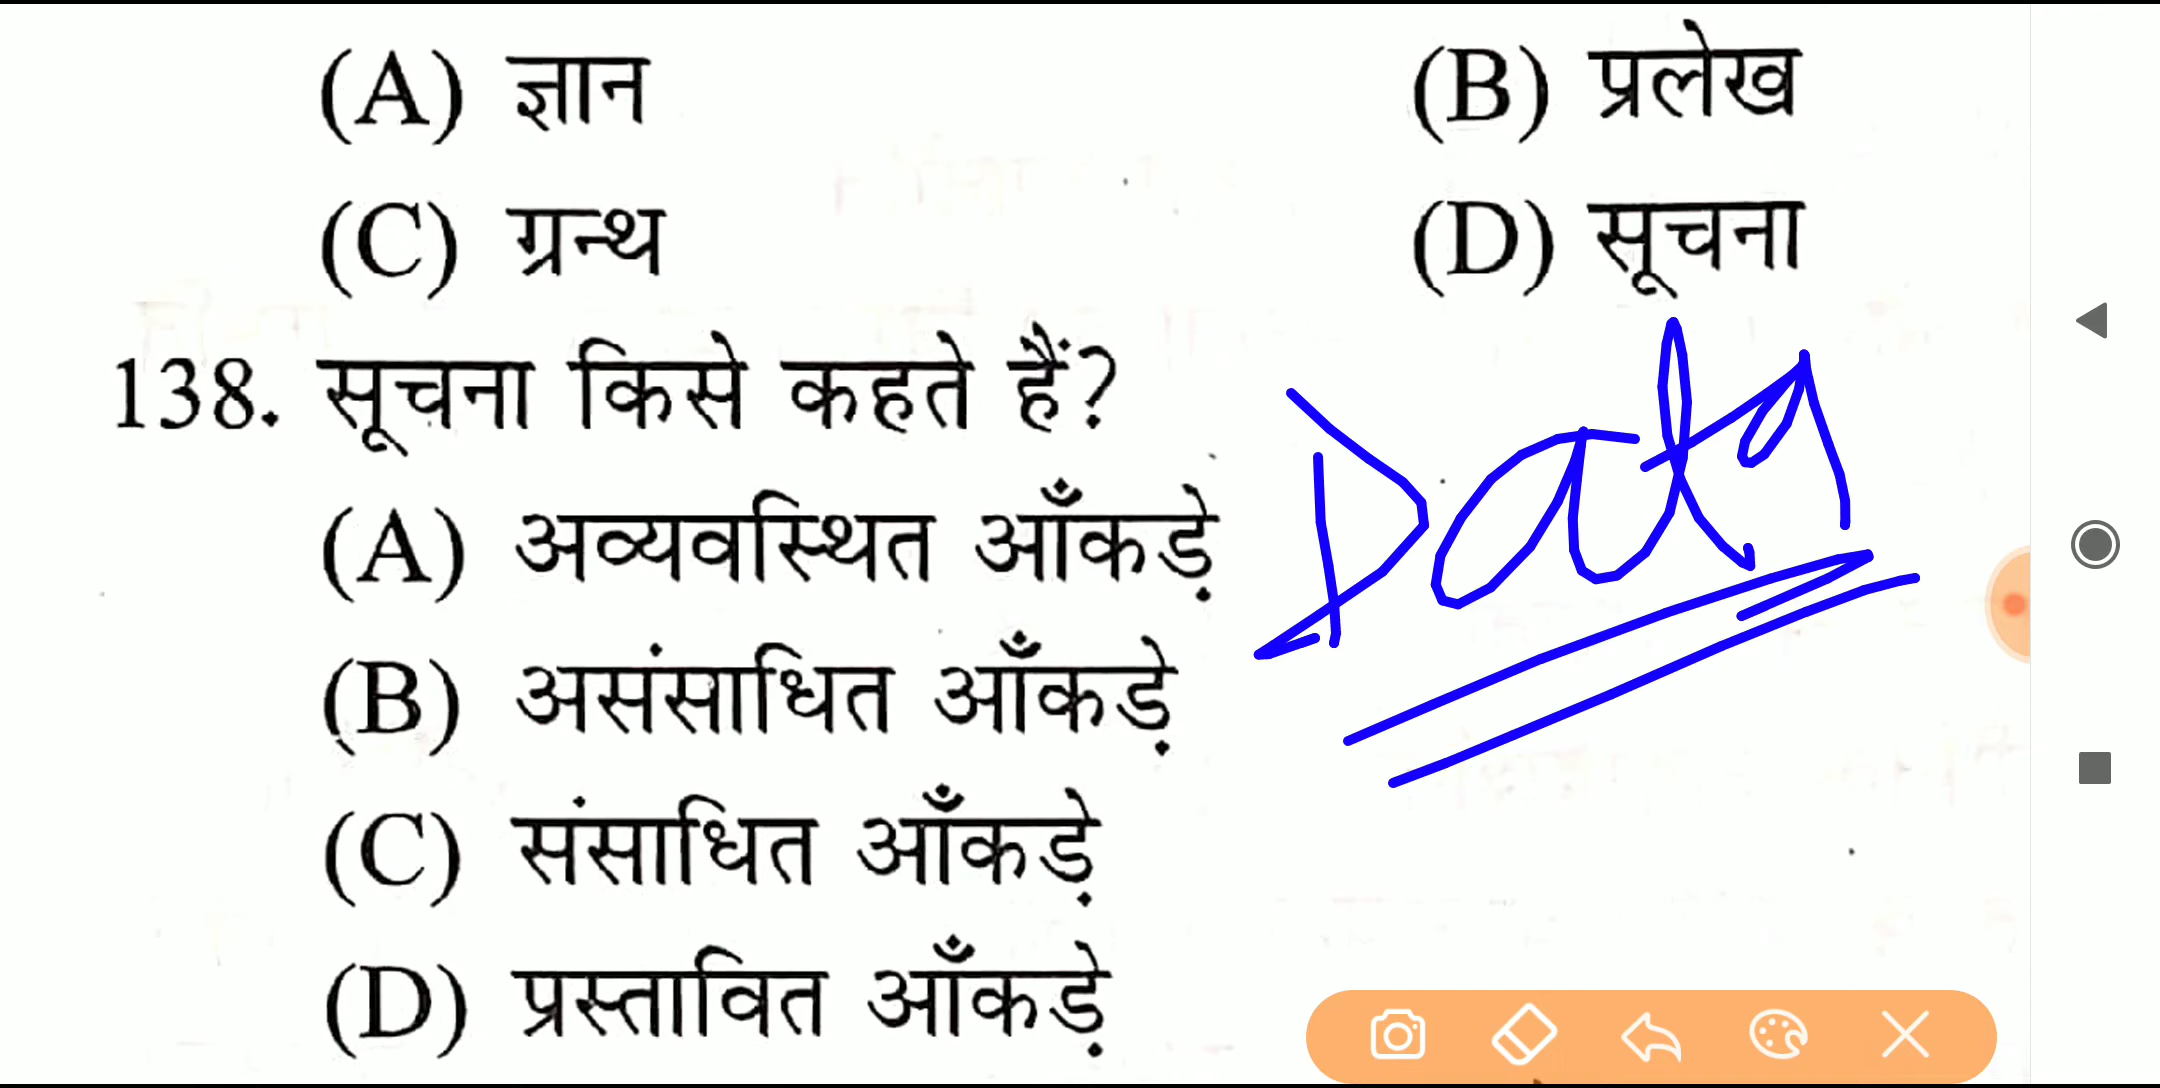 (A) ज्ञान (B) प्रलेख
(C) ग्रन्थ (D) सूचना
138. सूचना किसे कहते हैं?
(A) अव्यवस्थित आँकड़े
Data
(B) असंसाधित आँकड़े
(C) संसाधित आँकड़े
(D) प्रस्तावित आँकड़े